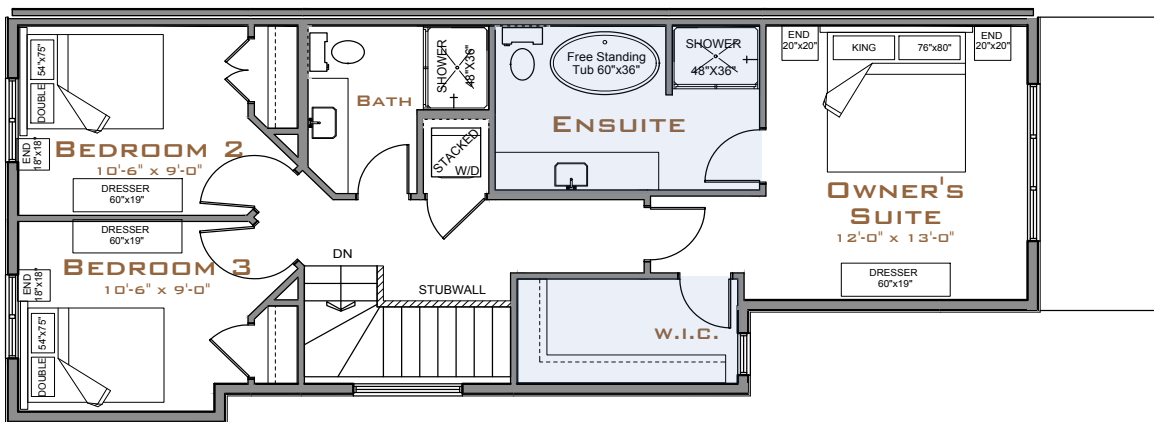 54"x75"
DOUBLE
END
18"x18"
BEDROOM 2
10'-6" x 9'-0"
DRESSER
60"x19"
BATH
SHOWER
48"X36"
STACKED
W/D
Free Standing
Tub 60"x36"
SHOWER
48"X36"
ENSUITE
END
20"x20"
KING
76"x80"
END
20"x20"
OWNER'S
SUITE
12'-0" x 13'-0"
DRESSER
60"x19"
DRESSER
60"x19"
BEDROOM 3
10'-6" x 9'-0"
END
18"x18"
54"x75"
DOUBLE
DN
STUBWALL
W.I.C.